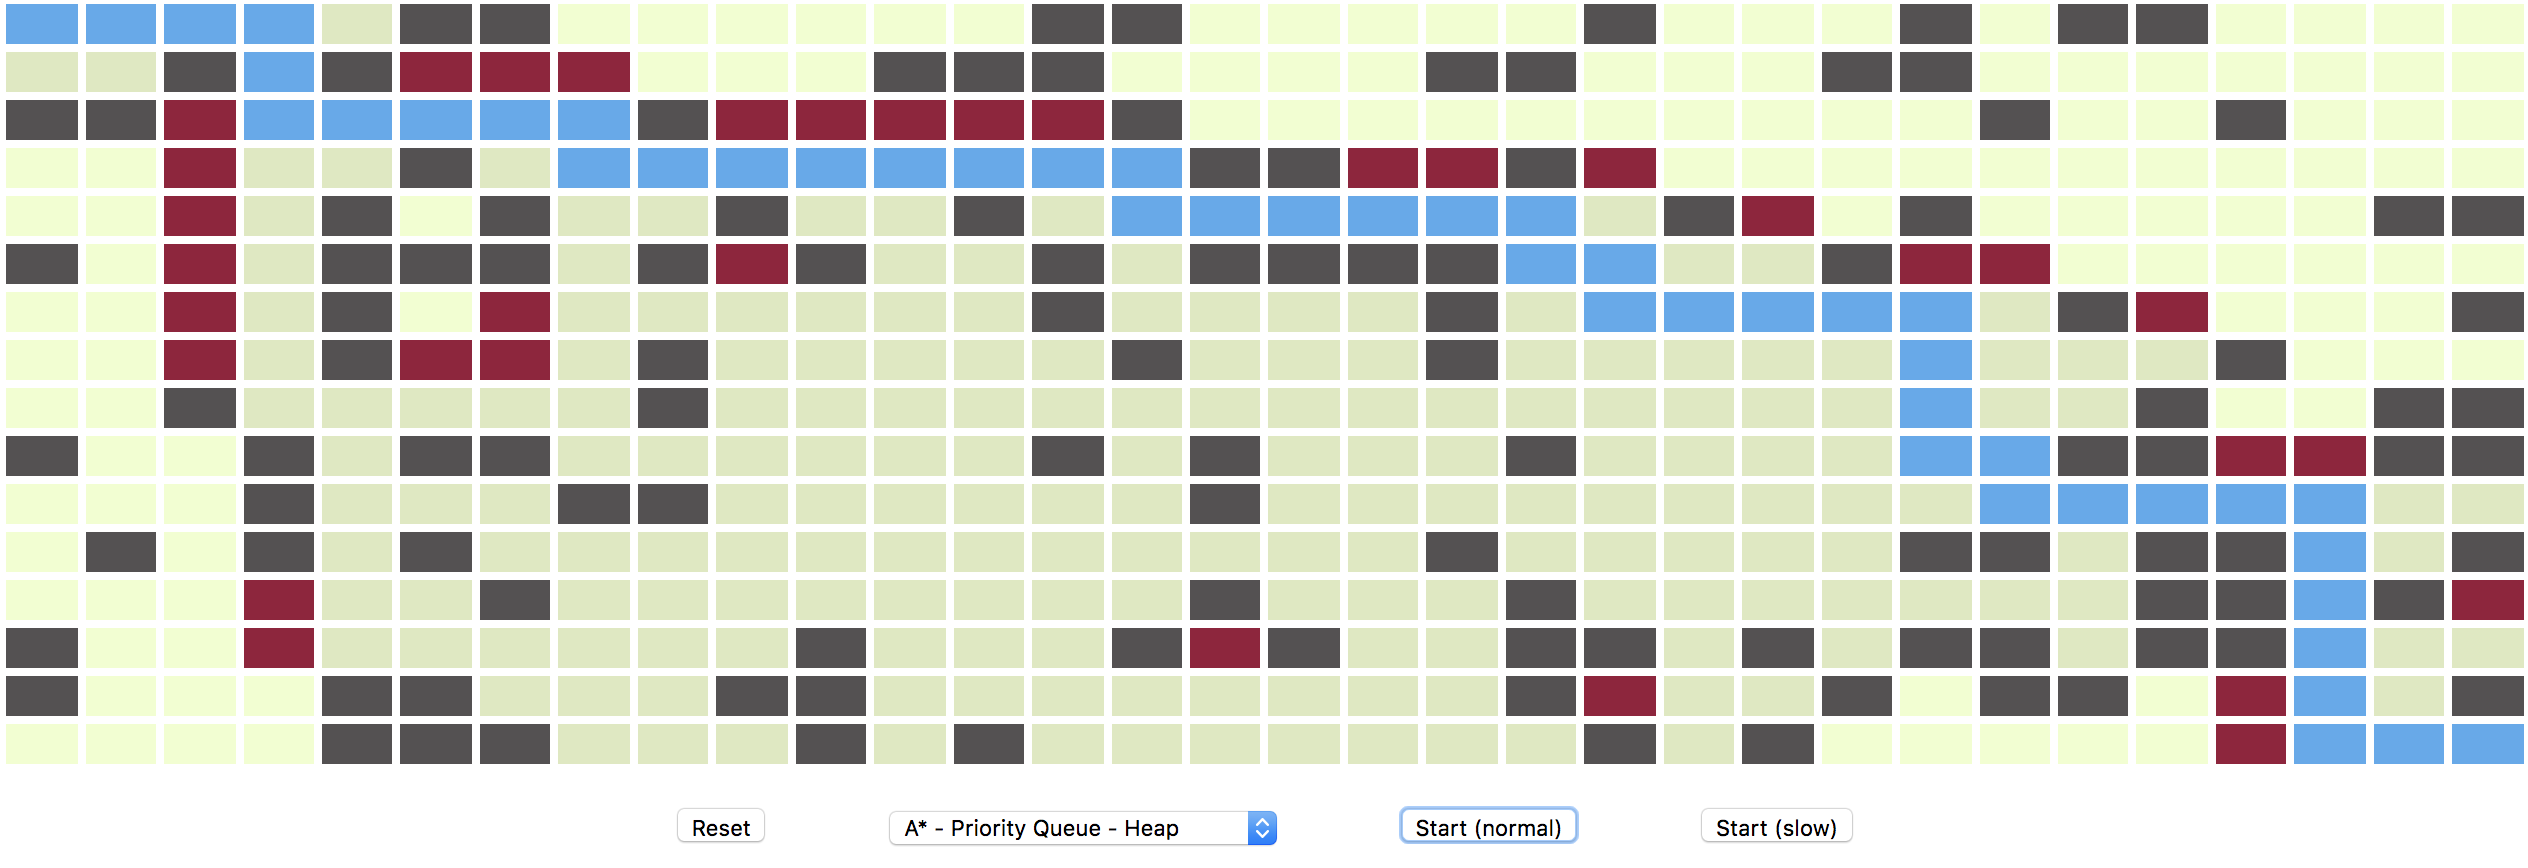 Reset
A* - Priority Queue - Heap
Start (normal)
Start (slow)